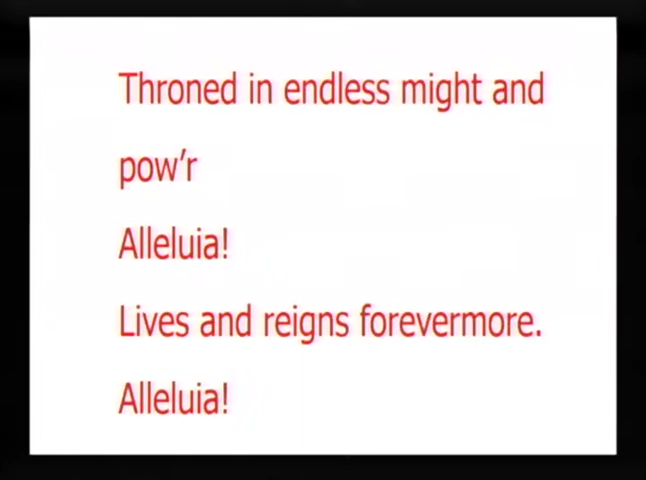 Throned in endless might and
pow'r
Alleluia!
Lives and reigns forevermore.
Alleluia!